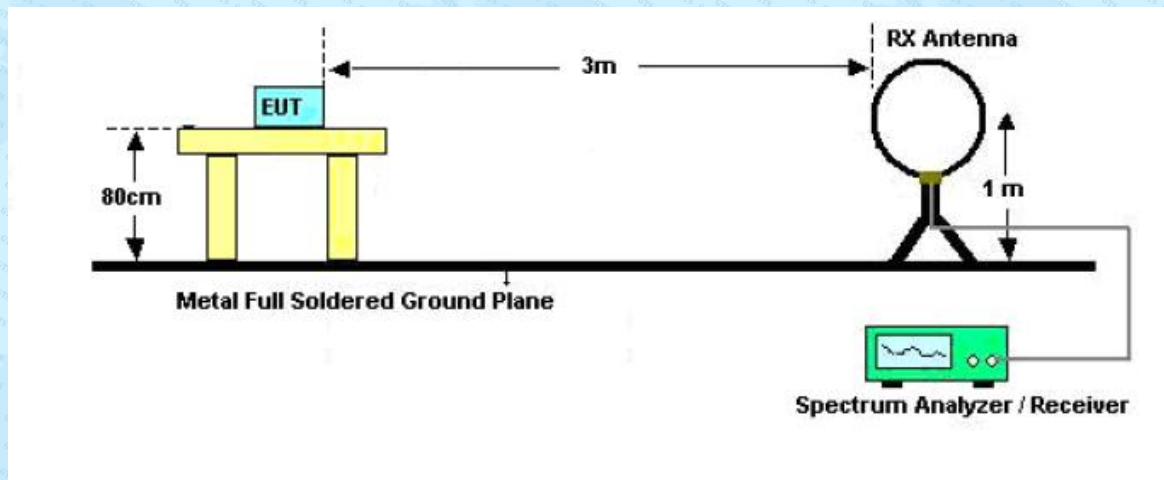 RX Antenna
3m
EUT
80cm
1 m
Metal Full Soldered Ground Plane
Spectrum Analyzer / Receiver